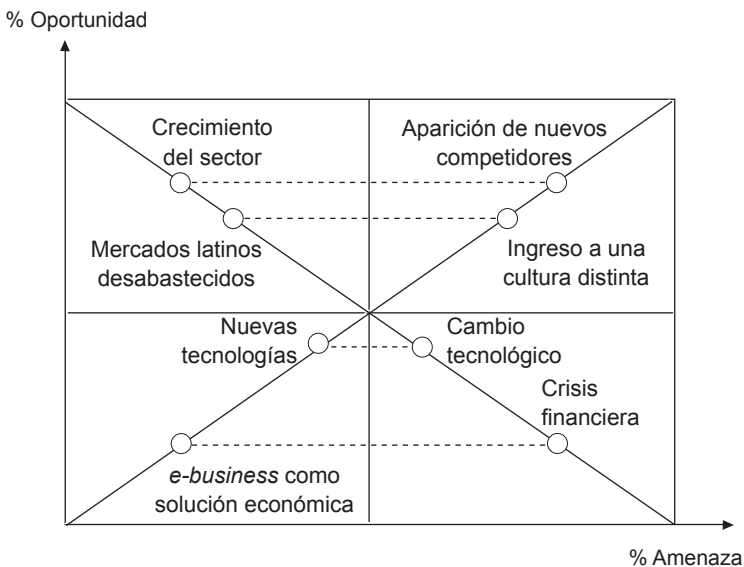 % Oportunidad
Crecimiento
del sector
Aparición de nuevos
competidores
Mercados latinos
desabastecidos
Ingreso a una
cultura distinta
Nuevas
tecnologías
Cambio
tecnológico
Crisis
financiera
e-business como
solución económica
% Amenaza